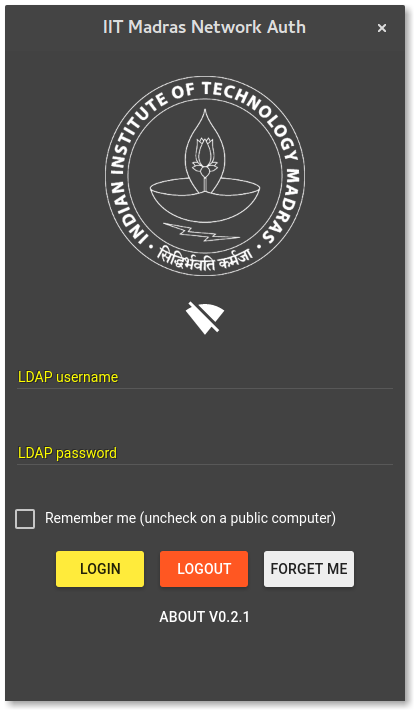 IIT Madras Network Auth
INDIAN INSTITUTE OF TECHNOLOGY MADRAS
सिद्धिर्भवति कर्मजा
LDAP username
LDAP password
Remember me (uncheck on a public computer)
LOGIN LOGOUT FORGET ME
ABOUT V0.2.1